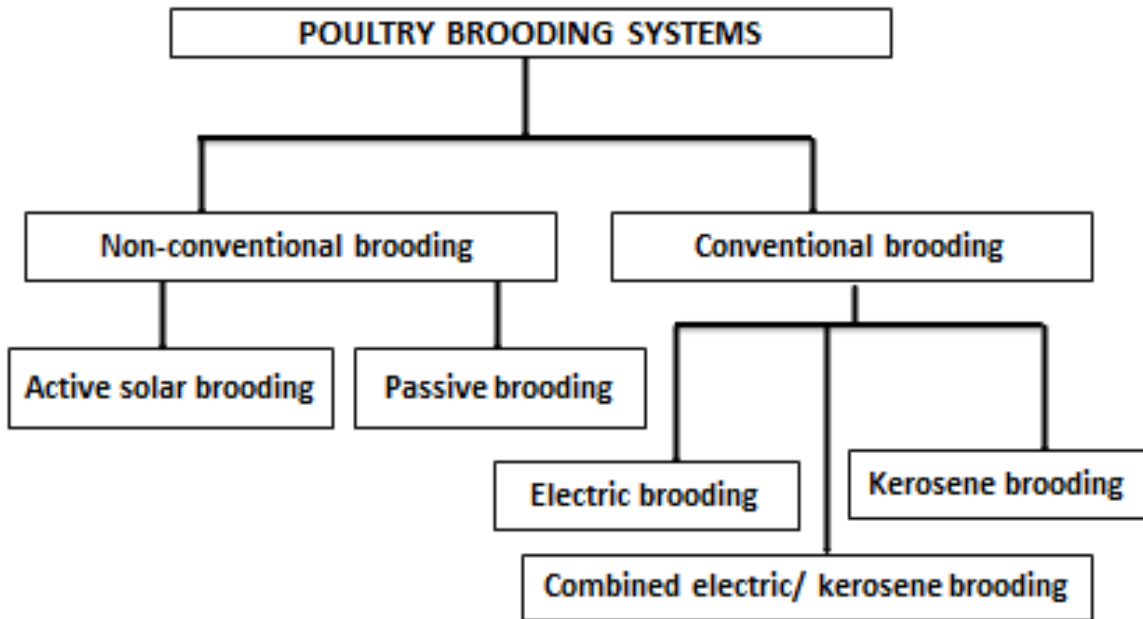 POULTRY BROODING SYSTEMS
Non-conventional brooding
Conventional brooding
Active solar brooding
Passive brooding
Electric brooding
Kerosene brooding
Combined electric/ kerosene brooding